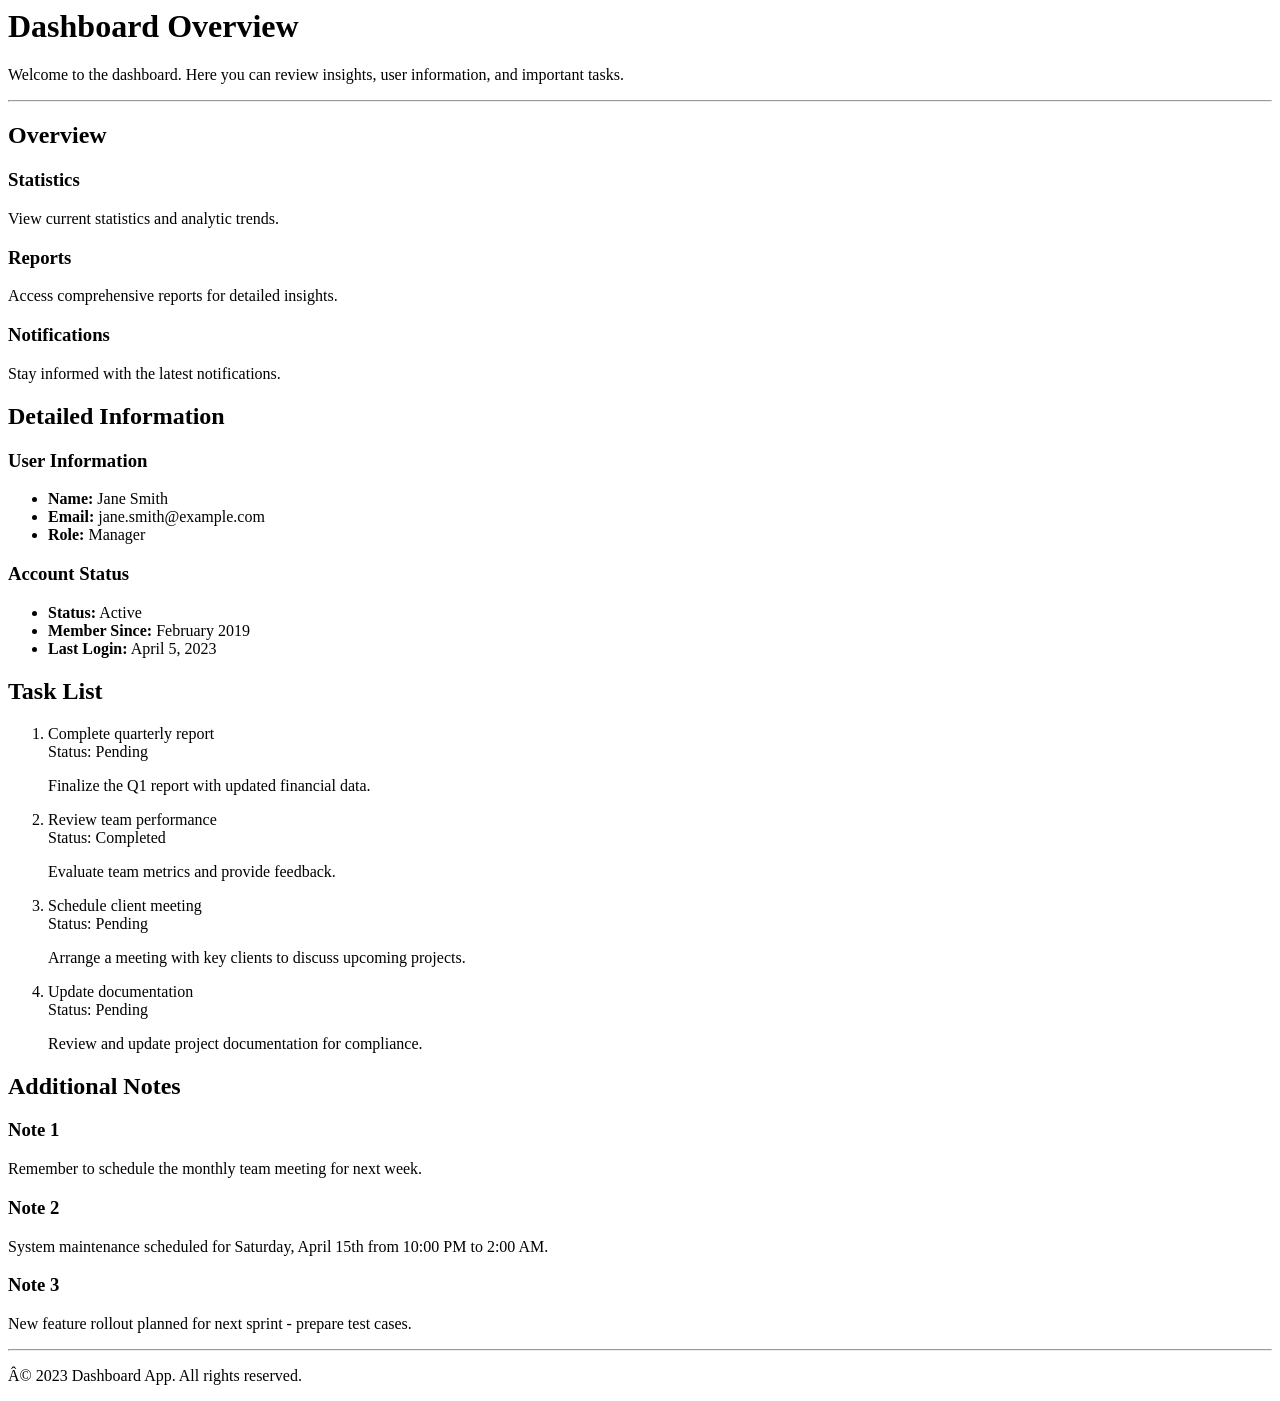 Dashboard Overview
Welcome to the dashboard. Here you can review insights, user information, and important tasks.
Overview
Statistics
View current statistics and analytic trends.
Reports
Access comprehensive reports for detailed insights.
Notifications
Stay informed with the latest notifications.
Detailed Information
User Information
• Name: Jane Smith
• Email: jane.smith@example.com
• Role: Manager
Account Status
• Status: Active
• Member Since: February 2019
• Last Login: April 5, 2023
Task List
1. Complete quarterly report
Status: Pending
Finalize the Q1 report with updated financial data.
2. Review team performance
Status: Completed
Evaluate team metrics and provide feedback.
3. Schedule client meeting
Status: Pending
Arrange a meeting with key clients to discuss upcoming projects.
4. Update documentation
Status: Pending
Review and update project documentation for compliance.
Additional Notes
Note 1
Remember to schedule the monthly team meeting for next week.
Note 2
System maintenance scheduled for Saturday, April 15th from 10:00 PM to 2:00 AM.
Note 3
New feature rollout planned for next sprint - prepare test cases.
Â© 2023 Dashboard App. All rights reserved.